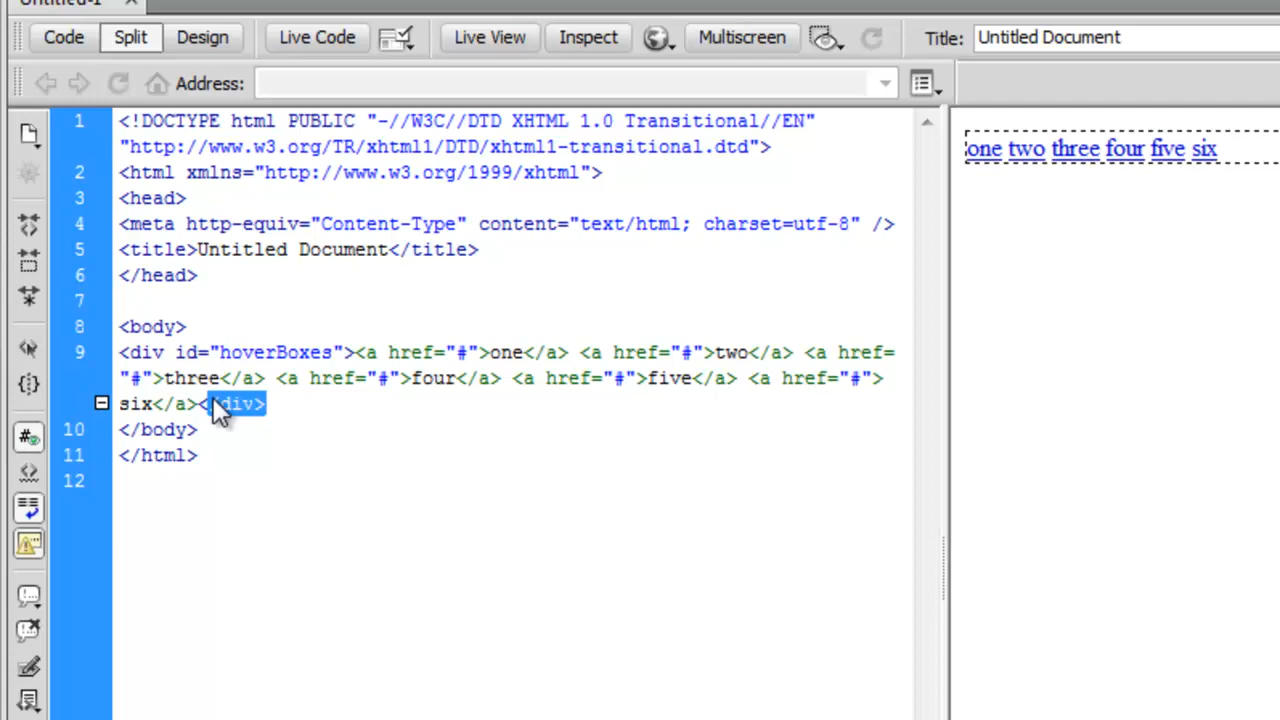 Untitled-1
Code Split Design Live Code Live View Inspect Multiscreen Title: Untitled Document
Address:
1 <!DOCTYPE html PUBLIC "-//W3C//DTD XHTML 1.0 Transitional//EN"
"http://www.w3.org/TR/xhtml1/DTD/xhtml1-transitional.dtd">
2 <html xmlns="http://www.w3.org/1999/xhtml">
3 <head>
4 <meta http-equiv="Content-Type" content="text/html; charset=utf-8" />
5 <title>Untitled Document</title>
6 </head>
7
8 <body>
9 <div id="hoverBoxes"><a href="#">one</a> <a href="#">two</a> <a href=
"#">three</a> <a href="#">four</a> <a href="#">five</a> <a href="#">
six</a></div>
10 </body>
11 </html>
12
one two three four five six